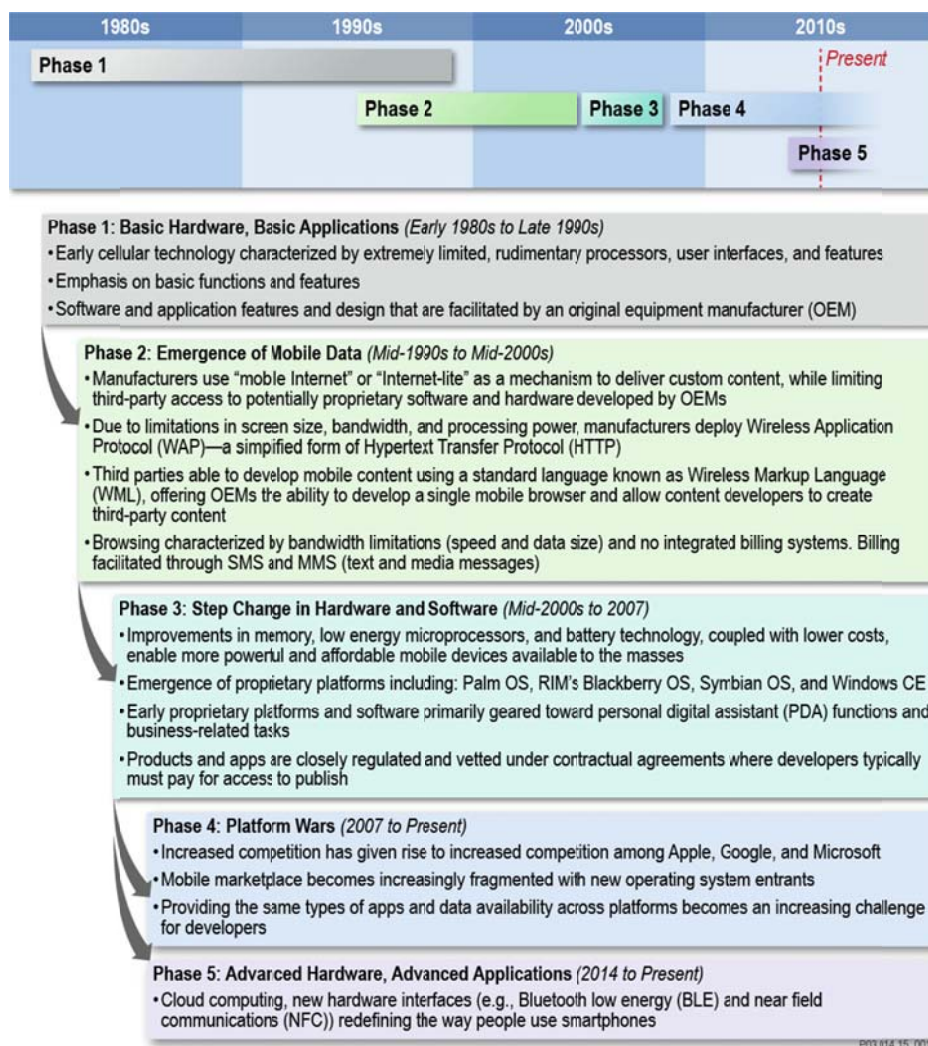 1980s 1990s 2000s 2010s
Present
Phase 1
Phase 2 Phase 3 Phase 4
Phase 5
Phase 1: Basic Hardware, Basic Applications (Early 1980s to Late 1990s)
•Early cellular technology characterized by extremely limited, rudimentary processors, user interfaces, and features
•Emphasis on basic functions and features
•Software and application features and design that are facilitated by an original equipment manufacturer (OEM)
Phase 2: Emergence of Mobile Data (Mid-1990s to Mid-2000s)
•Manufacturers use “moble Internet” or “Internet-lite” as a mechanism to deliver custom content, while limiting
third-party access to potentially proprietary software and hardware developed by OEMs
•Due to limitations in screen size, bandwidth, and processing power, manufacturers deploy Wireless Application
Protocol (WAP)—a simpified form of Hypertext Transfer Protocol (HTTP)
•Third parties able to develop mobile content using a standard language known as Wireless Markup Language
(WML), offering OEMs the ability to develop a single mobile browser and allow content developers to create
third-party content
•Browsing characterized by bandwidth limitations (speed and data size) and no integrated billing systems. Billing
facilitated through SMS and MMS (text and media messages)
Phase 3: Step Change in Hardware and Software (Mid-2000s to 2007)
•Improvements in memory, low energy microprocessors, and battery technology, coupled with lower costs,
enable more powerful and affordable mobile devices available to the masses
•Emergence of propietary platforms including: Palm OS, RIM’s Blackberry OS, Symbian OS, and Windows CE
•Early proprietary platforms and software primarily geared toward personal digital assistant (PDA) functions and
business-related tasks
•Products and apps are closely regulated and vetted under contractual agreements where developers typically
must pay for access to publish
Phase 4: Platform Wars (2007 to Present)
•Increased competition has given rise to increased competition among Apple, Google, and Microsoft
•Mobile marketplace becomes increasingly fragmented with new operating system entrants
•Providing the same types of apps and data availability across platforms becomes an increasing challenge
for developers
Phase 5: Advanced Hardware, Advanced Applications (2014 to Present)
•Cloud computing, new hardware interfaces (e.g., Bluetooth low energy (BLE) and near field
communications (NFC)) redefining the way people use smartphones